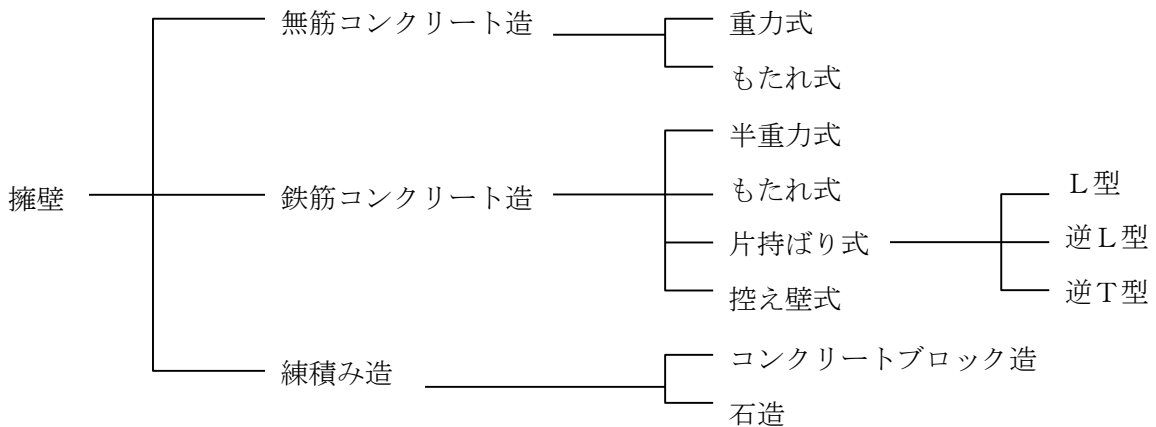 擁壁
無筋コンクリート造
重力式
もたれ式
鉄筋コンクリート造
半重力式
もたれ式
片持ばり式
L型
逆L型
逆T型
控え壁式
練積み造
コンクリートブロック造
石造